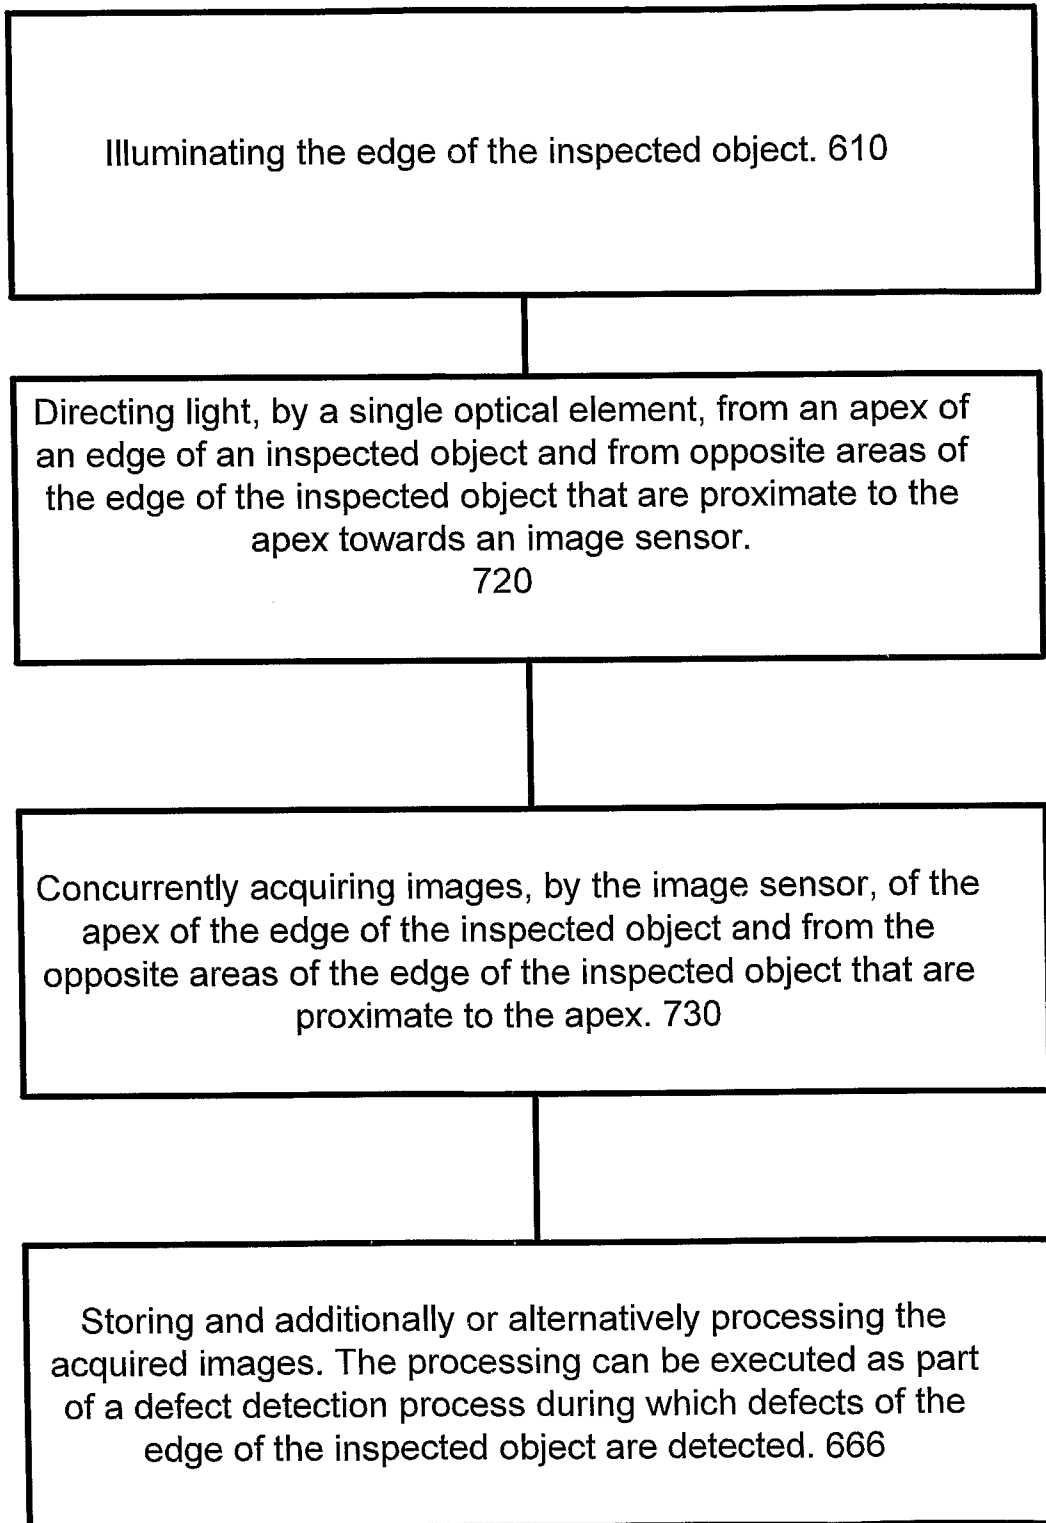 Illuminating the edge of the inspected object. 610
Directing light, by a single optical element, from an apex of
an edge of an inspected object and from opposite areas of
the edge of the inspected object that are proximate to the
apex towards an image sensor.
720
Concurrently acquiring images, by the image sensor, of the
apex of the edge of the inspected object and from the
opposite areas of the edge of the inspected object that are
proximate to the apex. 730
Storing and additionally or alternatively processing the
acquired images. The processing can be executed as part
of a defect detection process during which defects of the
edge of the inspected object are detected. 666